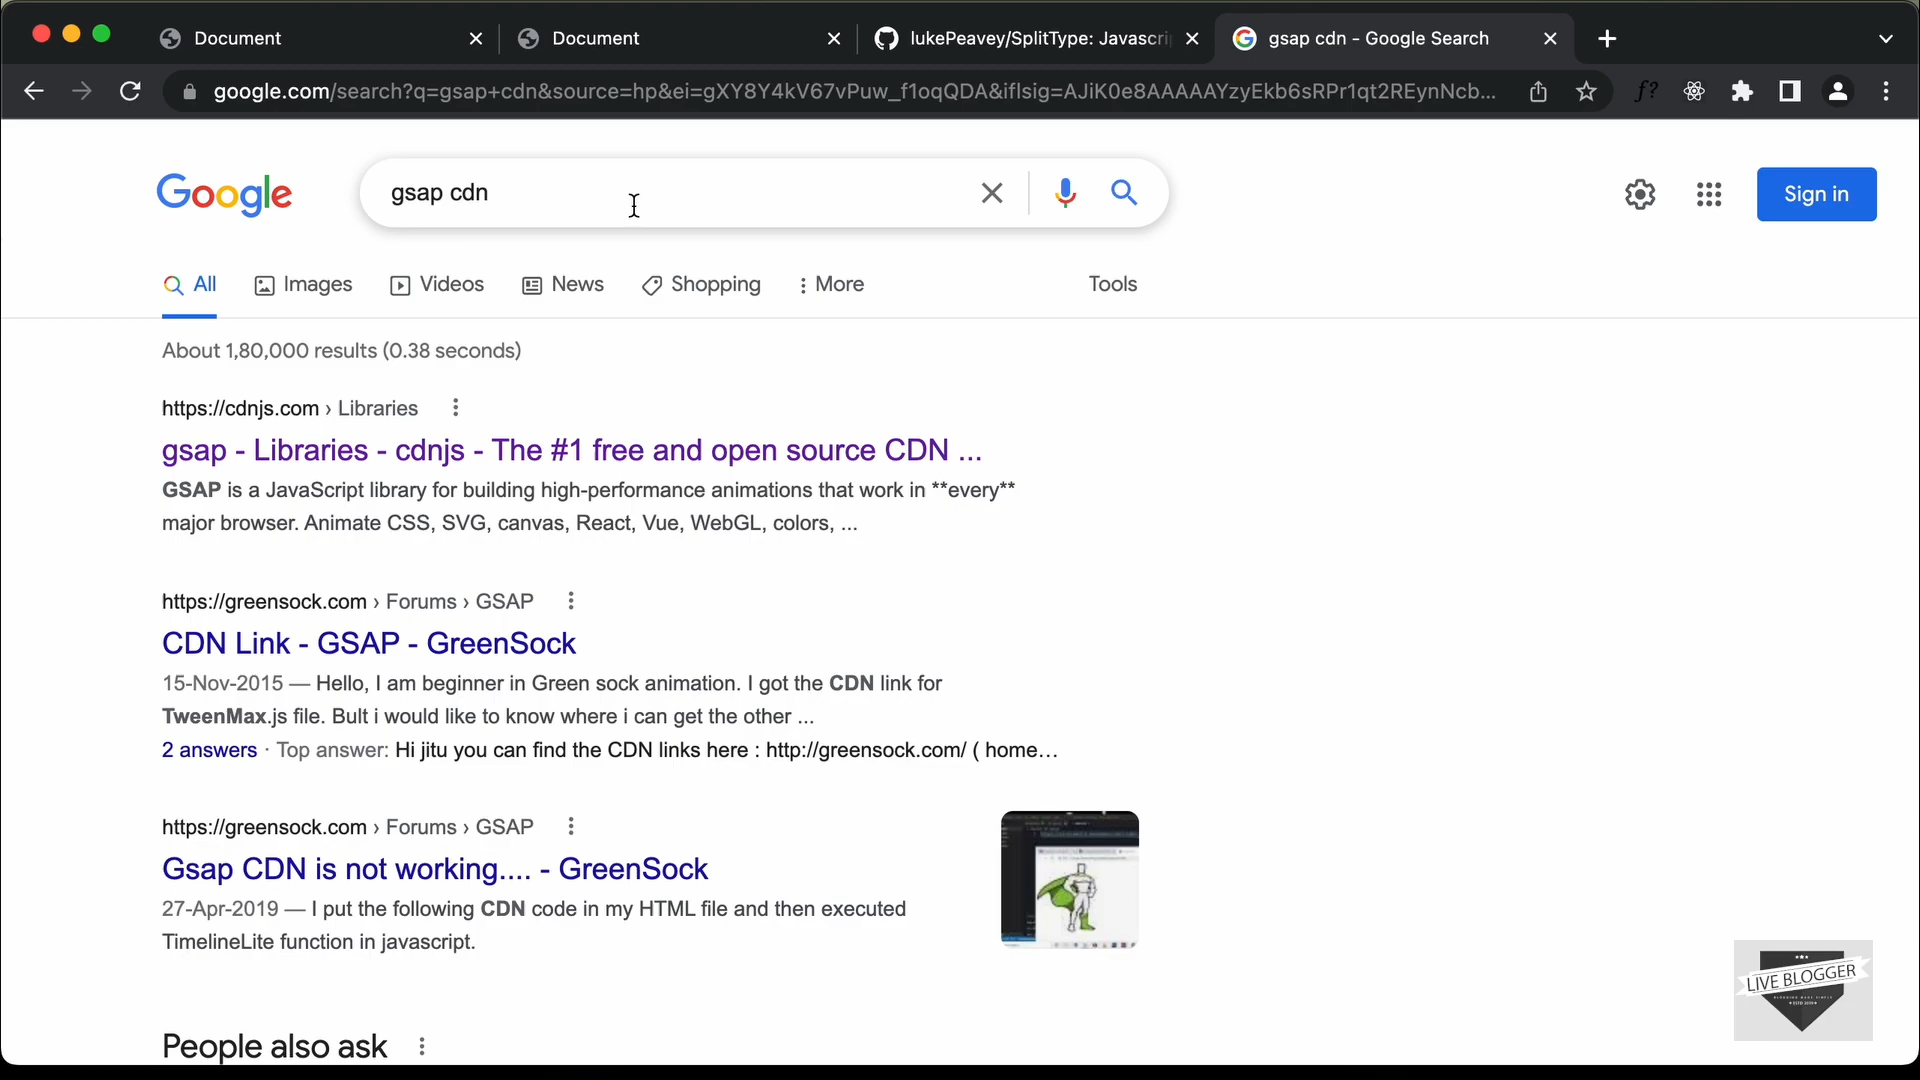 Document
Document
lukePeavey/SplitType: Javascri
gsap cdn - Google Search
google.com/search?q=gsap+cdn&source=hp&ei=gXY8Y4kV67vPuw_f1oqQDA&iflsig=AJiK0e8AAAAAYzyEkb6sRPr1qt2REynNcb...
f?
Google
gsap cdn
Sign in
All
Images
Videos
News
Shopping
More
Tools
About 1,80,000 results (0.38 seconds)
https://cdnjs.com › Libraries
gsap - Libraries - cdnjs - The #1 free and open source CDN ...
GSAP is a JavaScript library for building high-performance animations that work in **every**
major browser. Animate CSS, SVG, canvas, React, Vue, WebGL, colors, ...
https://greensock.com › Forums › GSAP
CDN Link - GSAP - GreenSock
15-Nov-2015 — Hello, I am beginner in Green sock animation. I got the CDN link for
TweenMax.js file. Bult i would like to know where i can get the other ...
2 answers · Top answer: Hi jitu you can find the CDN links here : http://greensock.com/ ( home…
https://greensock.com › Forums › GSAP
Gsap CDN is not working.... - GreenSock
27-Apr-2019 — I put the following CDN code in my HTML file and then executed
TimelineLite function in javascript.
LIVE BLOGGER
People also ask